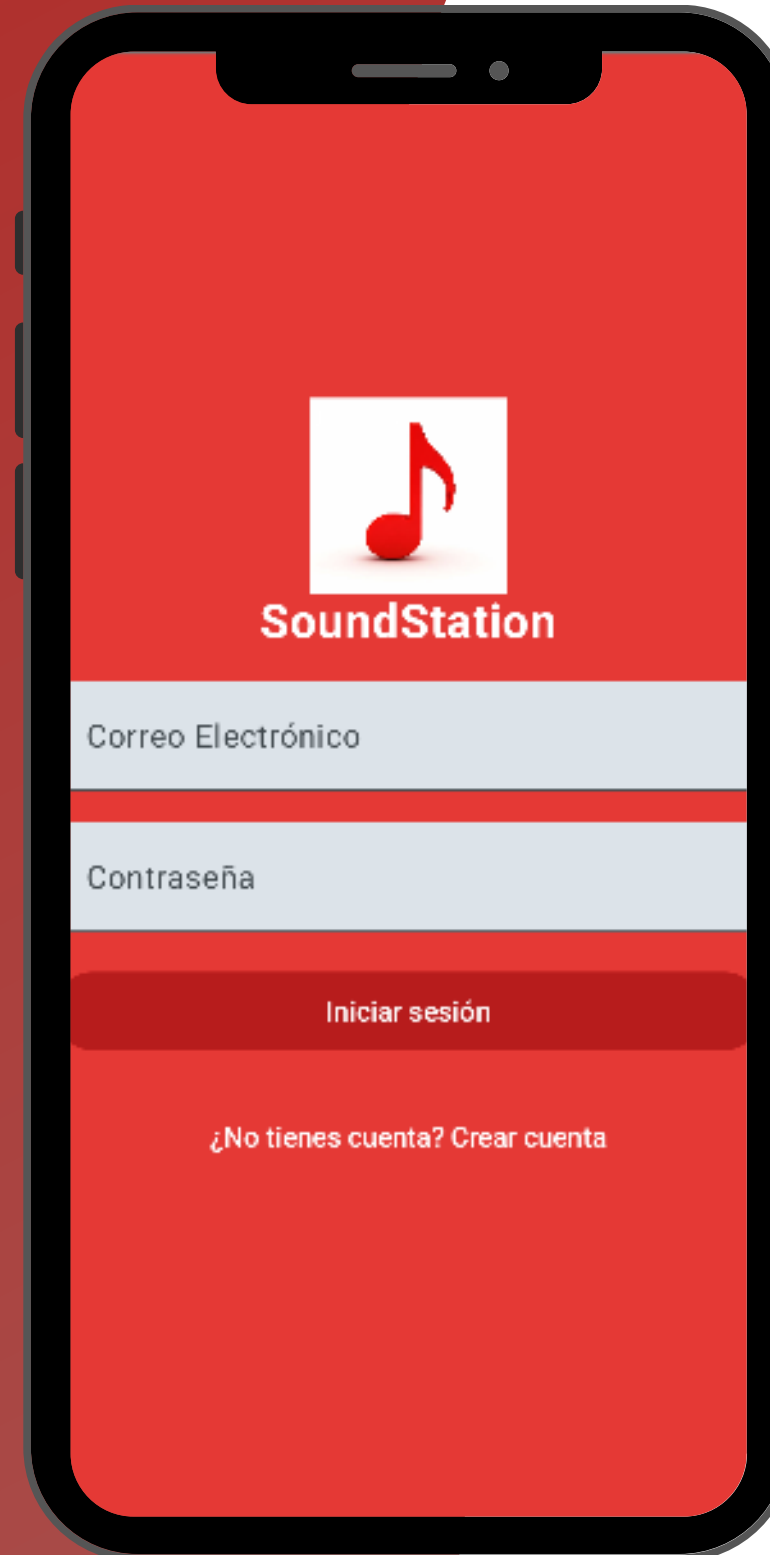 SoundStation
Correo Electrónico
Contraseña
Iniciar sesión
¿No tienes cuenta? Crear cuenta